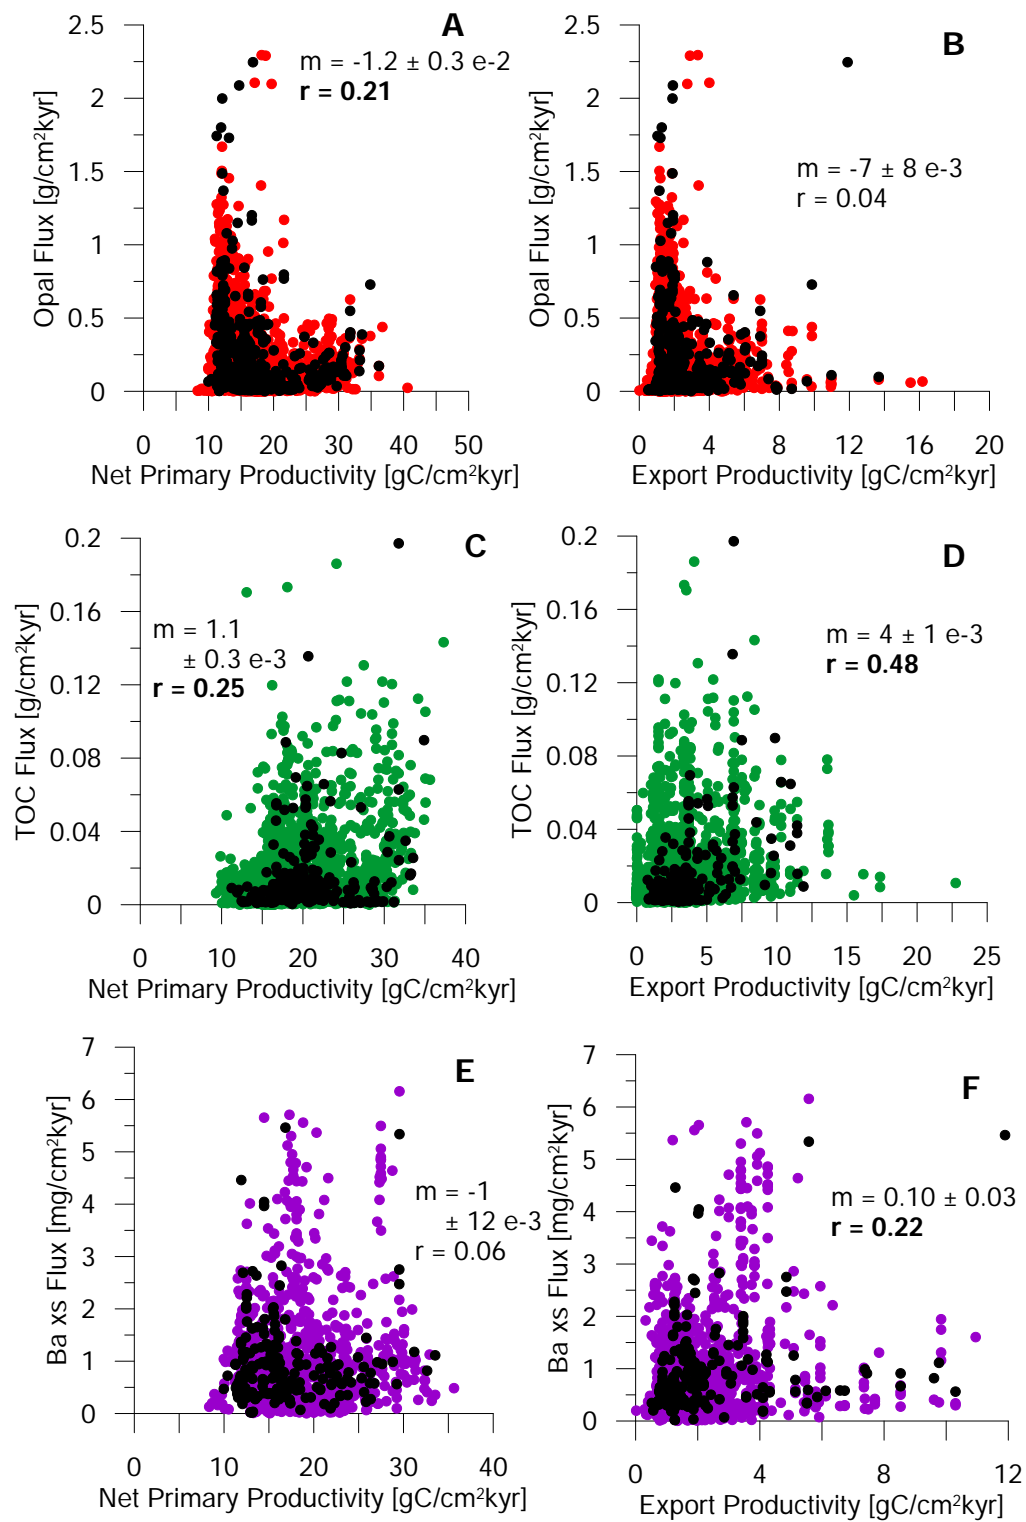 A
m = -1.2 ± 0.3 e-2
r = 0.21
Opal Flux [g/cm²kyr]
2.5
2
1.5
1
0.5
0
0 10 20 30 40 50
Net Primary Productivity [gC/cm²kyr]
B
m = -7 ± 8 e-3
r = 0.04
Opal Flux [g/cm²kyr]
2.5
2
1.5
1
0.5
0
0 4 8 12 16 20
Export Productivity [gC/cm²kyr]
C
m = 1.1
± 0.3 e-3
r = 0.25
TOC Flux [g/cm²kyr]
0.2
0.16
0.12
0.08
0.04
0
0 10 20 30 40
Net Primary Productivity [gC/cm²kyr]
D
m = 4 ± 1 e-3
r = 0.48
TOC Flux [g/cm²kyr]
0.2
0.16
0.12
0.08
0.04
0
0 5 10 15 20 25
Export Productivity [gC/cm²kyr]
E
m = -1
± 12 e-3
r = 0.06
Ba xs Flux [mg/cm²kyr]
7
6
5
4
3
2
1
0
0 10 20 30 40
Net Primary Productivity [gC/cm²kyr]
F
m = 0.10 ± 0.03
r = 0.22
Ba xs Flux [mg/cm²kyr]
7
6
5
4
3
2
1
0
0 4 8 12
Export Productivity [gC/cm²kyr]